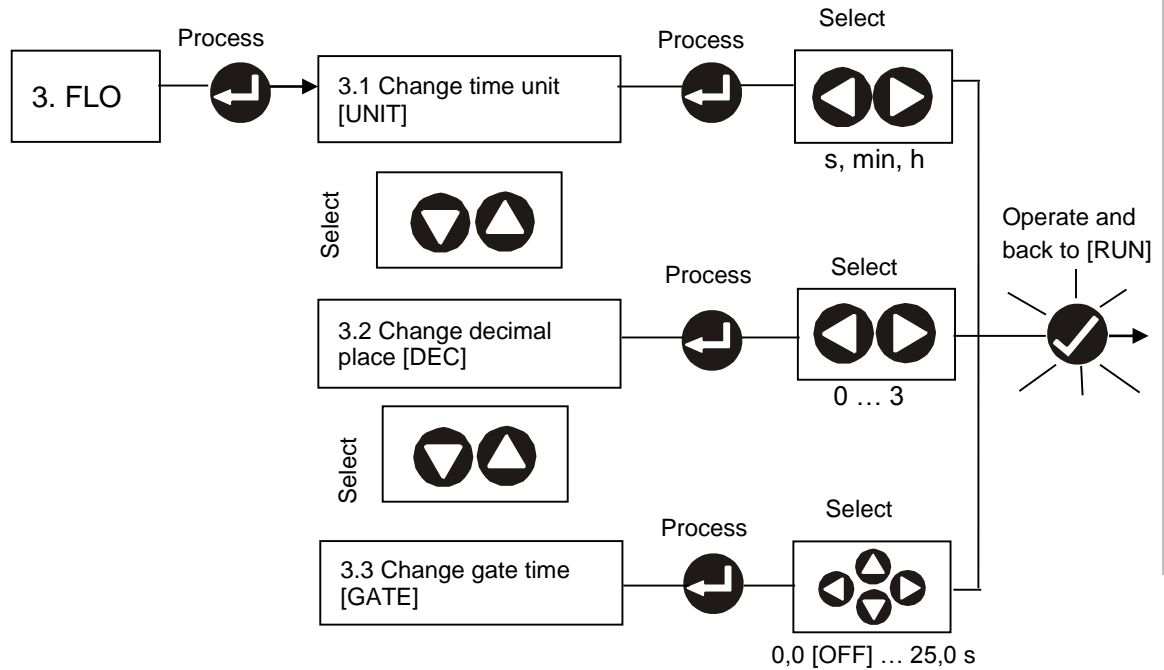 Process
3. FLO
3.1 Change time unit
[UNIT]
Process
Select
s, min, h
Select
3.2 Change decimal
place [DEC]
Process
Select
0 … 3
Operate and
back to [RUN]
Select
3.3 Change gate time
[GATE]
Process
Select
0,0 [OFF] … 25,0 s